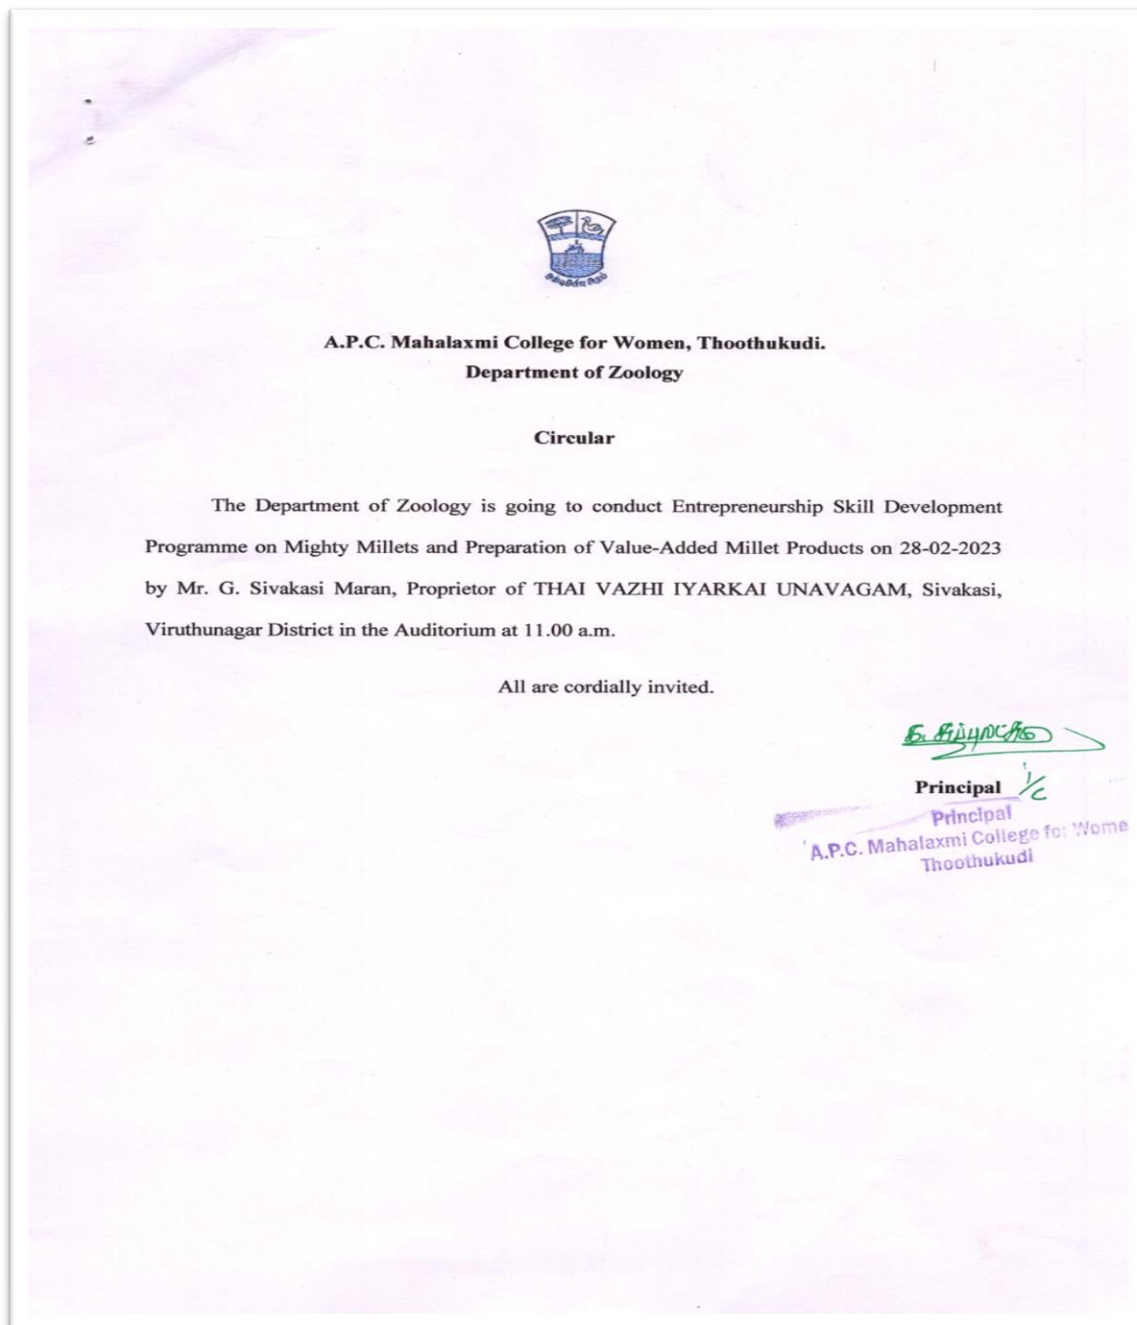 A.P.C. Mahalaxmi College for Women, Thoothukudi.
Department of Zoology
Circular
The Department of Zoology is going to conduct Entrepreneurship Skill Development
Programme on Mighty Millets and Preparation of Value-Added Millet Products on 28-02-2023
by Mr. G. Sivakasi Maran, Proprietor of THAI VAZHI IYARKAI UNAVAGAM, Sivakasi,
Viruthunagar District in the Auditorium at 11.00 a.m.
All are cordially invited.
Principal i/c
Principal
A.P.C. Mahalaxmi College for Wome
Thoothukudi